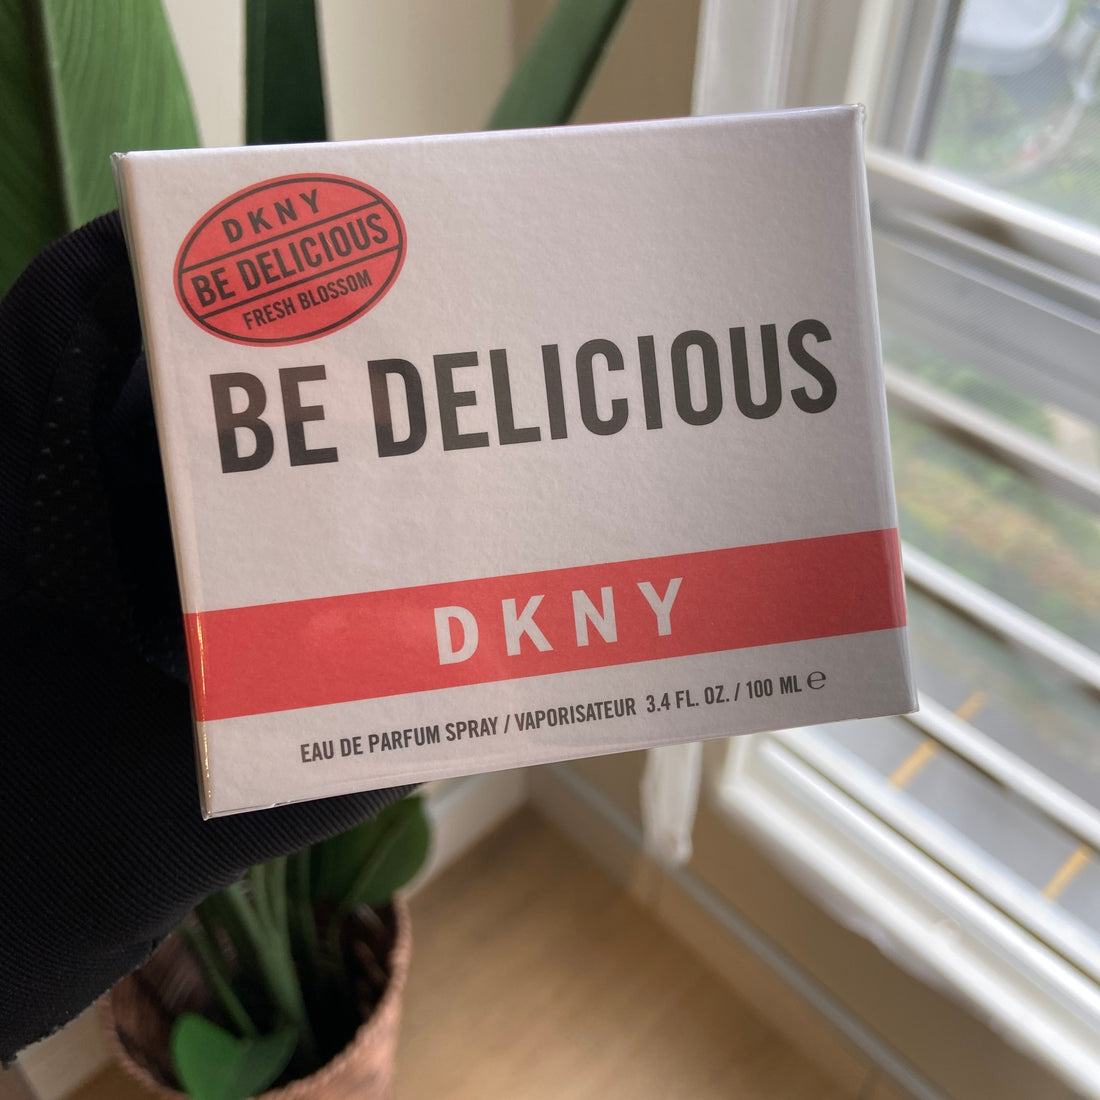 DKNY
BE DELICIOUS
FRESH BLOSSOM
BE DELICIOUS
DKNY
EAU DE PARFUM SPRAY / VAPORISATEUR 3.4 FL. OZ. / 100 ML ℮